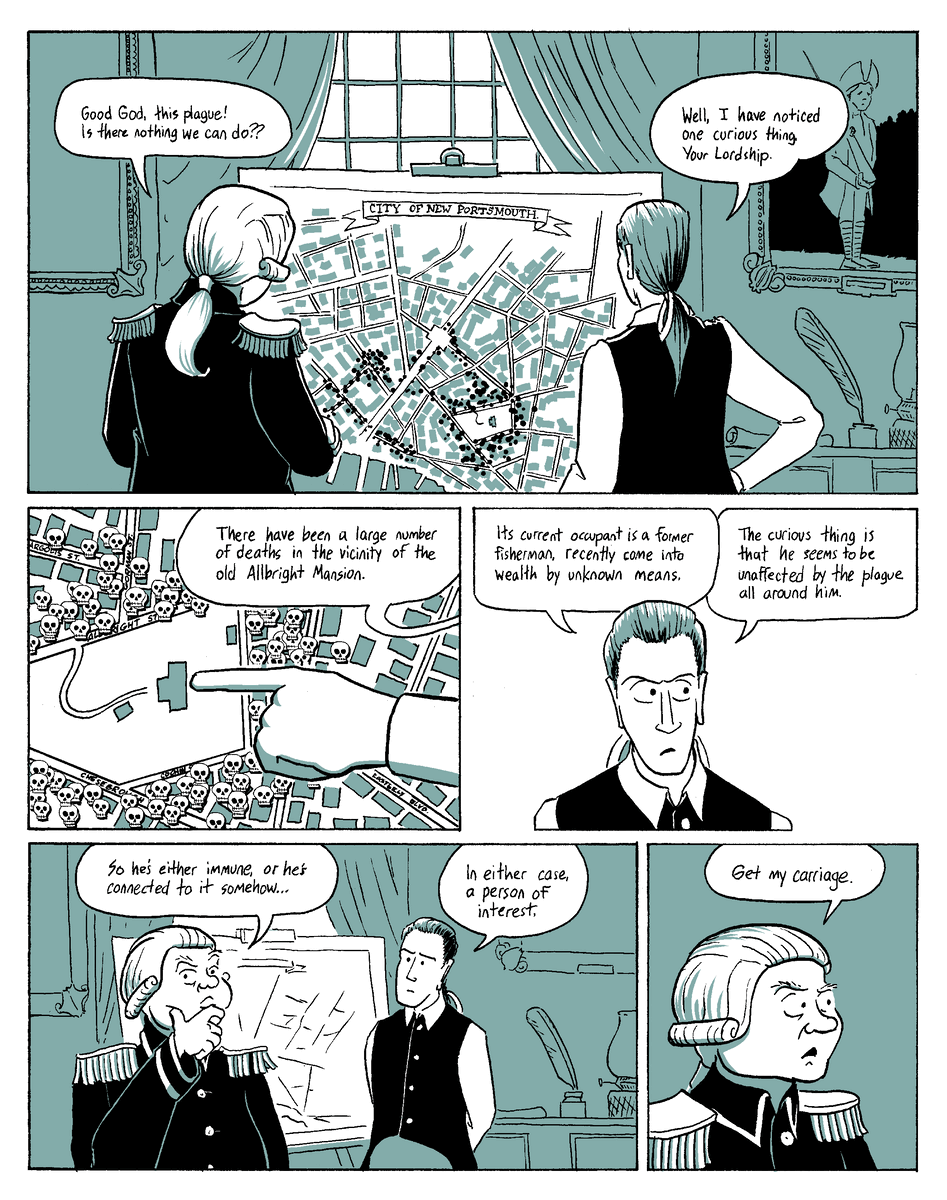 Good God, this plague!
Is there nothing we can do??
Well, I have noticed
one curious thing,
Your Lordship.
CITY OF NEW PORTSMOUTH.
There have been a large number
of deaths in the vicinity of the
old Allbright Mansion.
ST.
ST
EASTERN BLVD.
Its current occupant is a former
fisherman, recently come into
wealth by unknown means.
The curious thing is
that he seems to be
unaffected by the plague
all around him.
So he's either immune, or he's
connected to it somehow...
In either case,
a person of
interest.
Get my carriage.